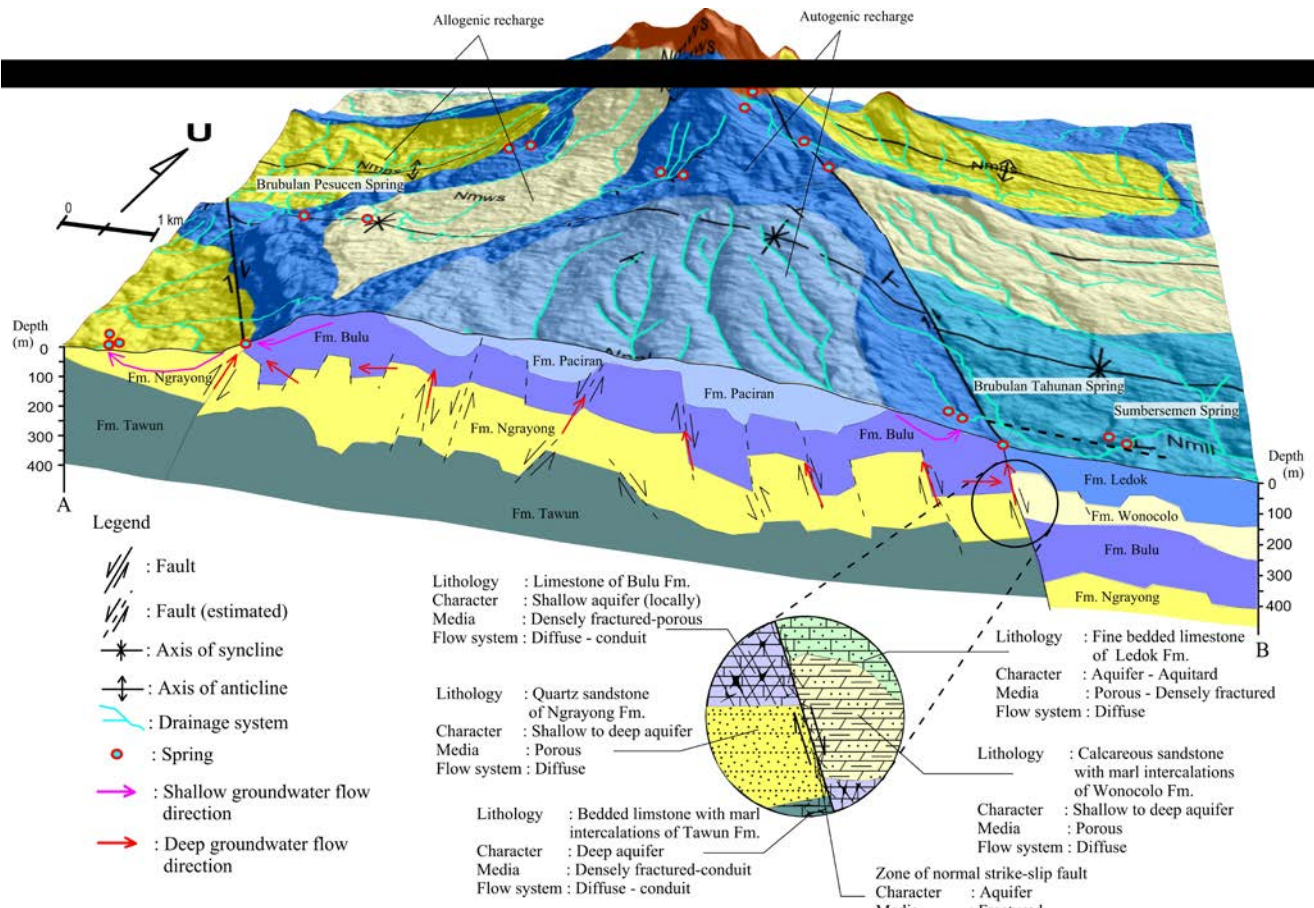 Allogenic recharge
Autogenic recharge
Nmws
U
0
1 km
Nmns
Brubulan Pesucen Spring
Nmws
Nmns
Depth
(m)
0
100
200
300
400
A
Fm. Bulu
Fm. Ngrayong
Fm. Tawun
Fm. Paciran
Fm. Paciran
Fm. Ngrayong
Fm. Bulu
Fm. Tawun
Brubulan Tahunan Spring
Sumbersemen Spring
Nmll
Fm. Ledok
Fm. Wonocolo
Fm. Bulu
Fm. Ngrayong
Depth
(m)
0
100
200
300
400
B
Legend
: Fault
: Fault (estimated)
: Axis of syncline
: Axis of anticline
: Drainage system
: Spring
: Shallow groundwater flow
direction
: Deep groundwater flow
direction
Lithology : Limestone of Bulu Fm.
Character : Shallow aquifer (locally)
Media : Densely fractured-porous
Flow system : Diffuse - conduit
Lithology : Quartz sandstone
of Ngrayong Fm.
Character : Shallow to deep aquifer
Media : Porous
Flow system : Diffuse
Lithology : Bedded limstone with marl
intercalations of Tawun Fm.
Character : Deep aquifer
Media : Densely fractured-conduit
Flow system : Diffuse - conduit
Lithology : Fine bedded limestone
of Ledok Fm.
Character : Aquifer - Aquitard
Media : Porous - Densely fractured
Flow system : Diffuse
Lithology : Calcareous sandstone
with marl intercalations
of Wonocolo Fm.
Character : Shallow to deep aquifer
Media : Porous
Flow system : Diffuse
Zone of normal strike-slip fault
Character : Aquifer